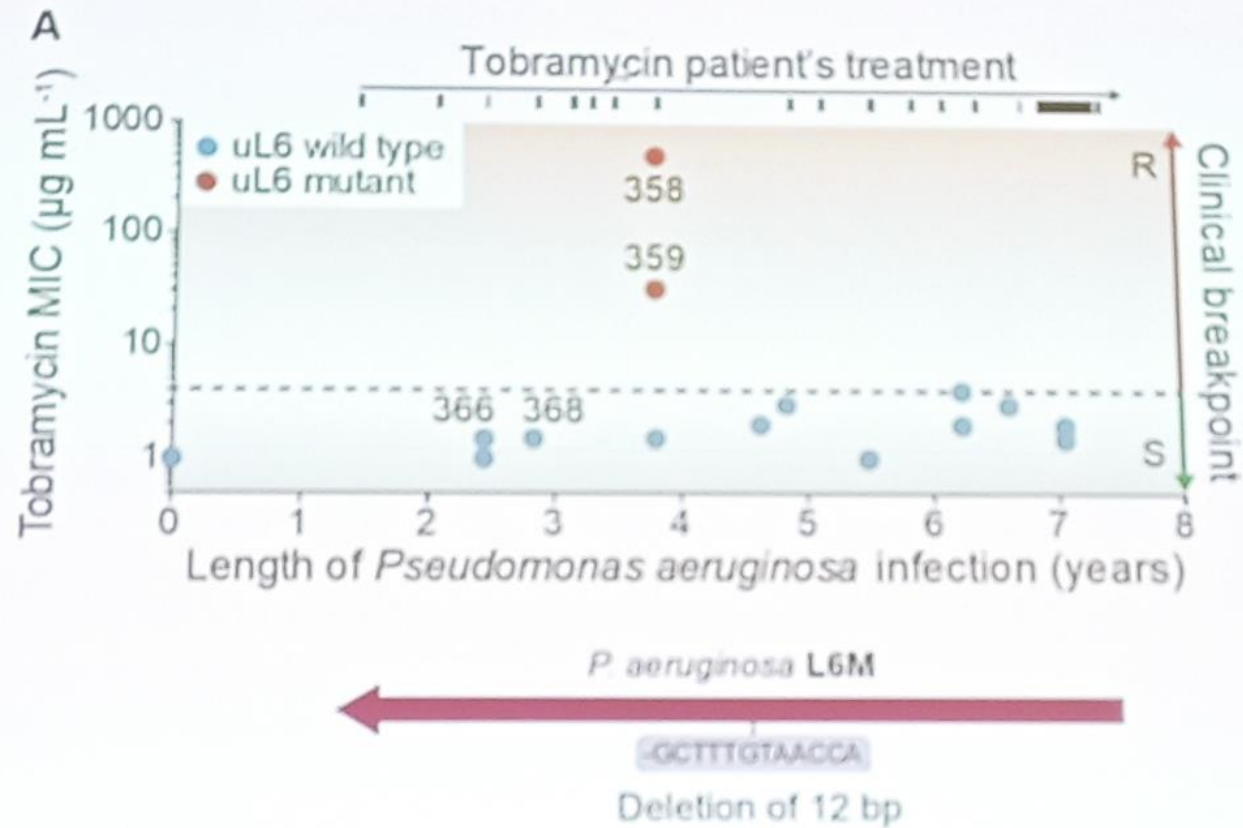 A
Tobramycin patient's treatment
Tobramycin MIC (µg mL⁻¹)
1000
100
10
1
uL6 wild type
uL6 mutant
358
359
366 368
R
S
Clinical breakpoint
0 1 2 3 4 5 6 7 8
Length of Pseudomonas aeruginosa infection (years)
P. aeruginosa L6M
-GCTTTGTAACCA
Deletion of 12 bp